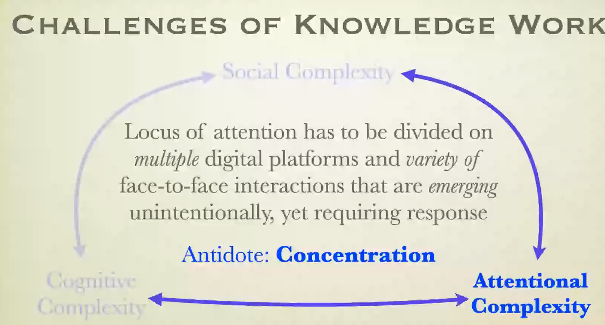 CHALLENGES OF KNOWLEDGE WORK
Social Complexity
Locus of attention has to be divided on
multiple digital platforms and variety of
face-to-face interactions that are emerging
unintentionally, yet requiring response
Antidote: Concentration
Cognitive
Complexity
Attentional
Complexity